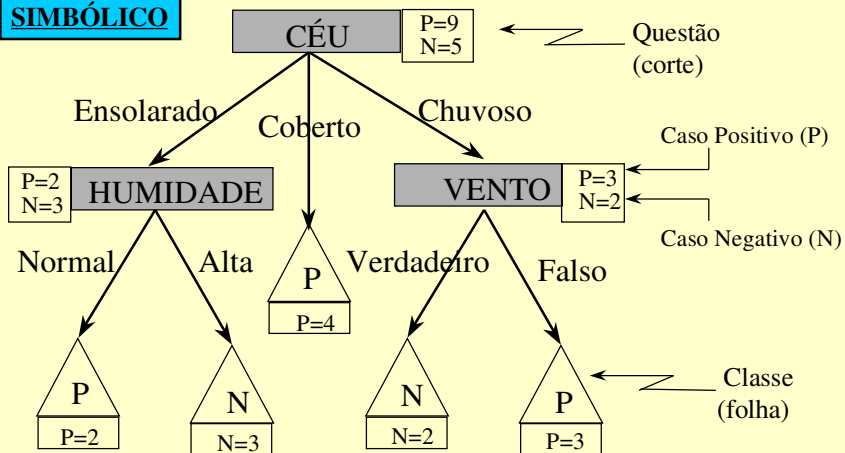 SIMBÓLICO
CÉU
P=9
N=5
Questão
(corte)
Ensolarado
Coberto
Chuvoso
Caso Positivo (P)
P=2
N=3
HUMIDADE
VENTO
P=3
N=2
Caso Negativo (N)
Normal
Alta
P
P=4
Verdadeiro
Falso
P
P=2
N
N=3
N
N=2
P
P=3
Classe
(folha)